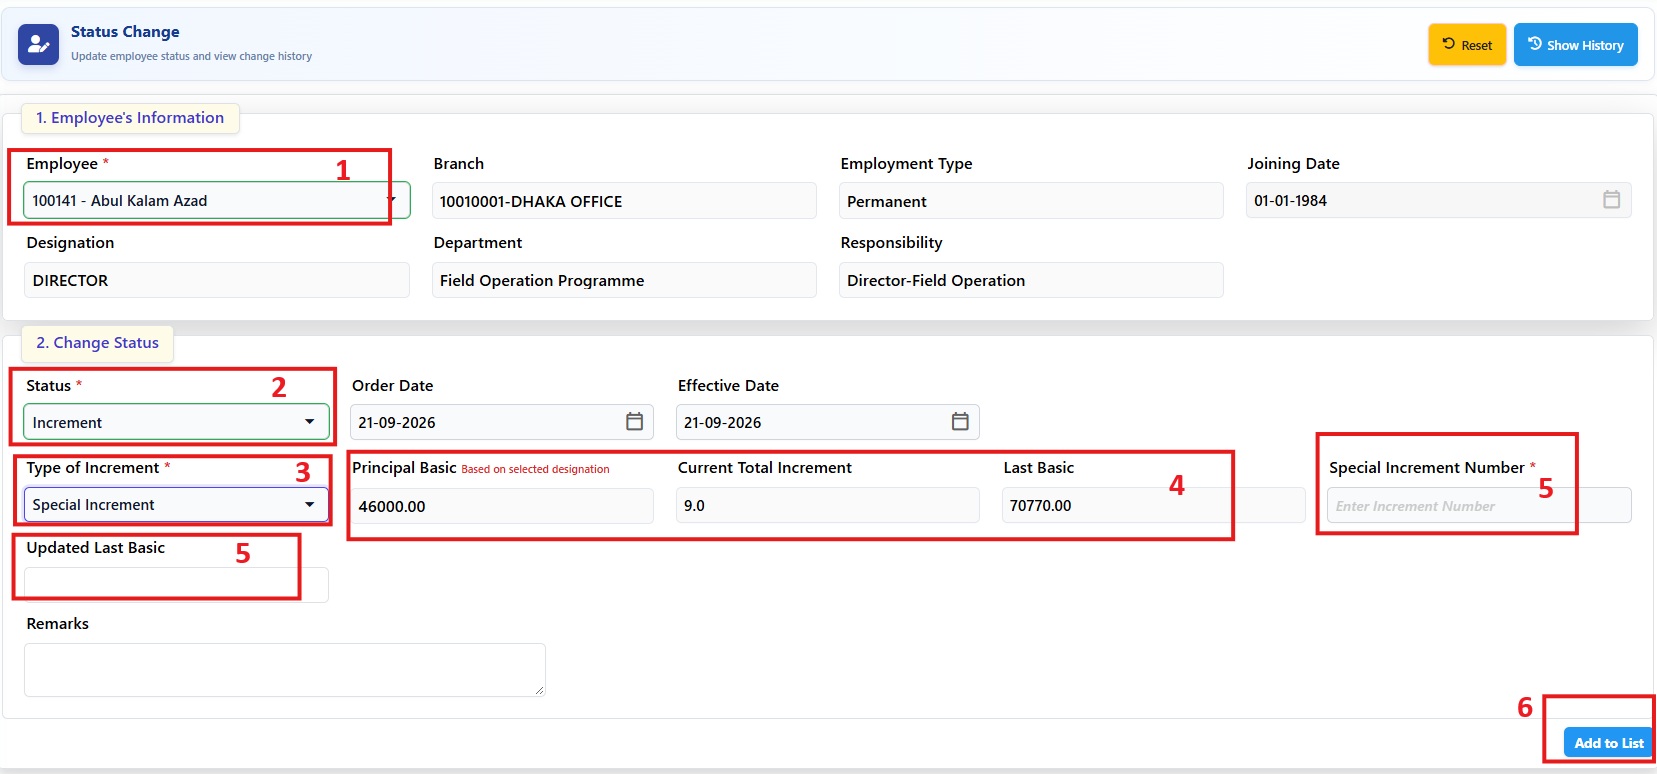 Status Change
Update employee status and view change history
Reset
Show History
1. Employee's Information
Employee *
1
Branch
Employment Type
Joining Date
100141 - Abul Kalam Azad
10010001-DHAKA OFFICE
Permanent
01-01-1984
Designation
Department
Responsibility
DIRECTOR
Field Operation Programme
Director-Field Operation
2. Change Status
Status *
2
Order Date
Effective Date
Increment
21-09-2026
21-09-2026
Type of Increment *
3
Principal Basic Based on selected designation
Current Total Increment
Last Basic
4
Special Increment Number *
5
Special Increment
46000.00
9.0
70770.00
Enter Increment Number
Updated Last Basic
5
Remarks
6
Add to List